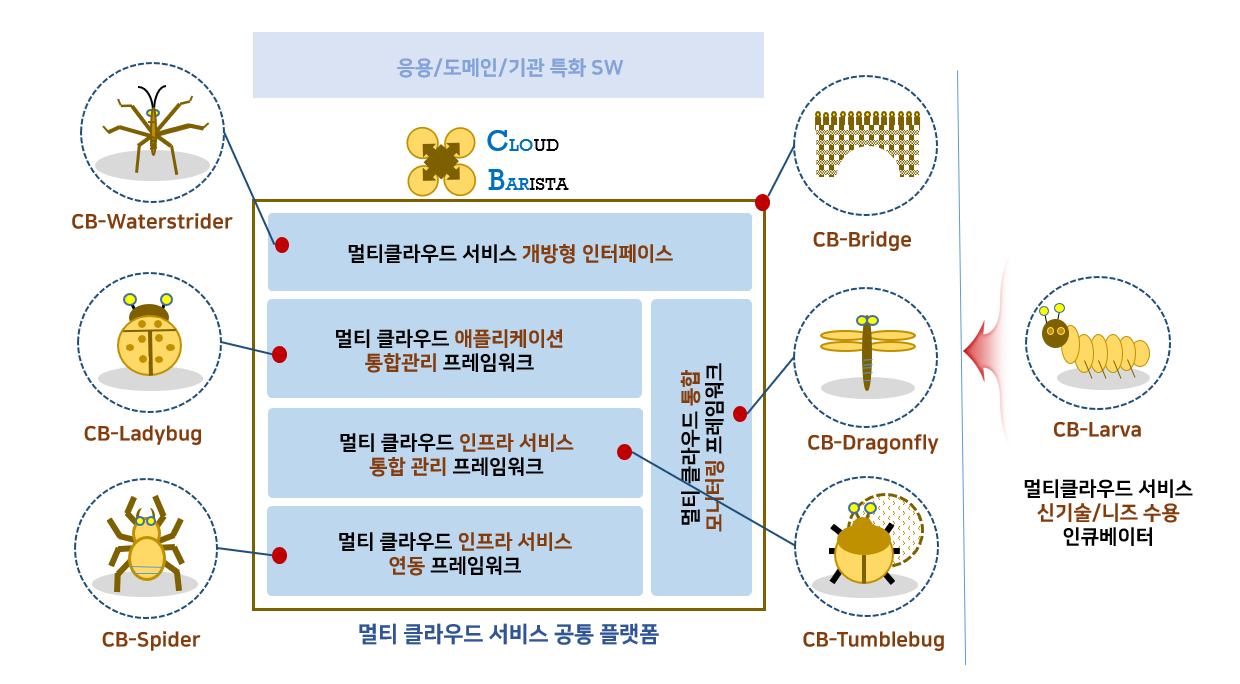 응용/도메인/기관 특화 SW
CLOUD
BARISTA
CB-Waterstrider
CB-Bridge
멀티클라우드 서비스 개방형 인터페이스
멀티 클라우드 애플리케이션
통합관리 프레임워크
CB-Ladybug
멀티 클라우드 통합
모니터링 프레임워크
CB-Dragonfly
CB-Larva
멀티 클라우드 인프라 서비스
통합 관리 프레임워크
멀티클라우드 서비스
신기술/니즈 수용
인큐베이터
멀티 클라우드 인프라 서비스
연동 프레임워크
CB-Spider
CB-Tumblebug
멀티 클라우드 서비스 공통 플랫폼